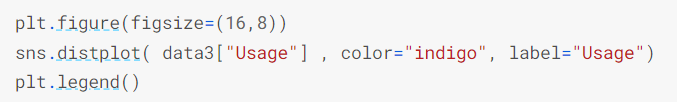 plt.figure(figsize=(16,8))
sns.distplot( data3["Usage"] , color="indigo", label="Usage")
plt.legend()